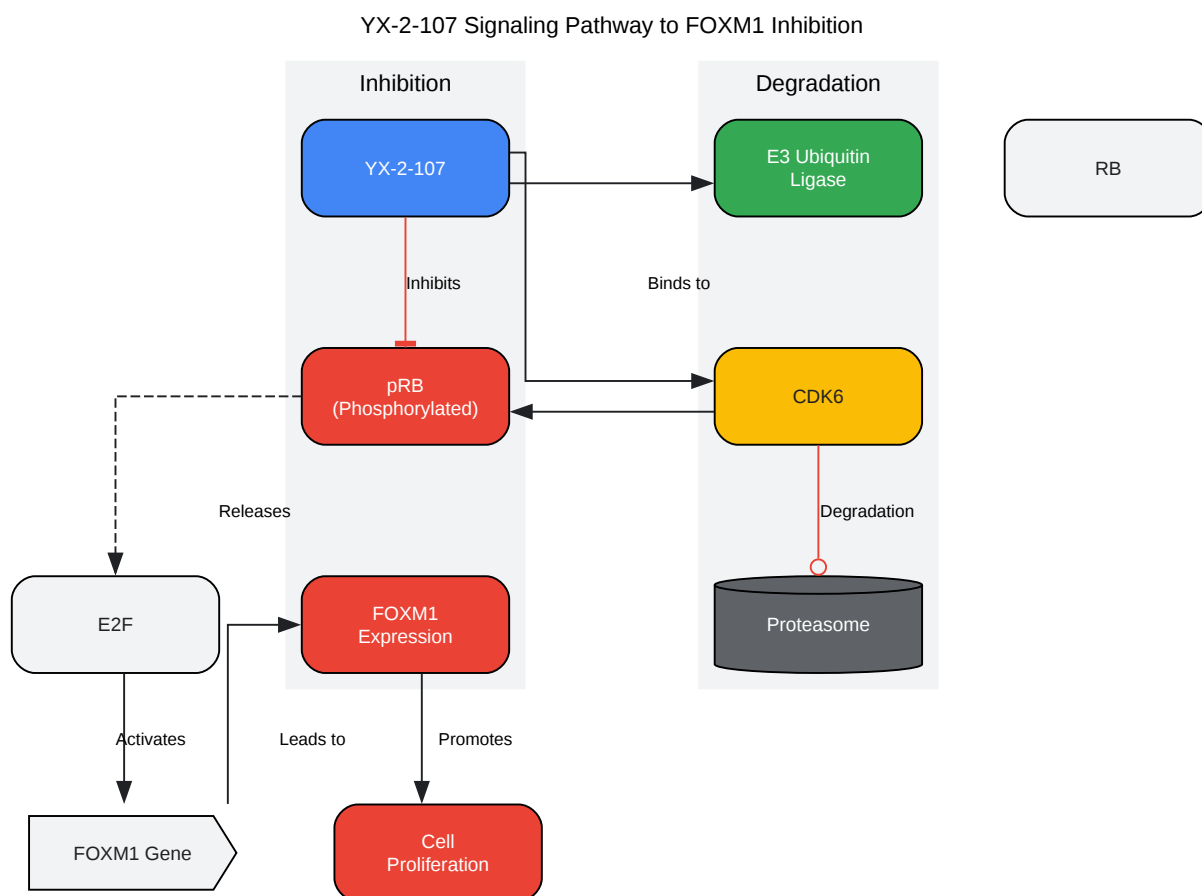 YX-2-107 Signaling Pathway to FOXM1 Inhibition
Inhibition
Degradation
YX-2-107
E3 Ubiquitin
Ligase
RB
Inhibits
Binds to
pRB
(Phosphorylated)
CDK6
Releases
Degradation
E2F
FOXM1
Expression
Proteasome
Activates
Leads to
Promotes
FOXM1 Gene
Cell
Proliferation